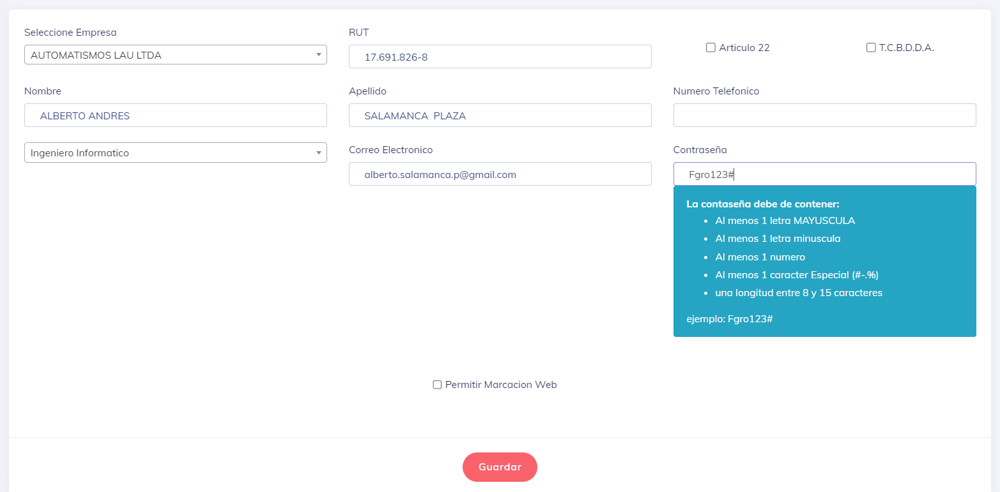 Seleccione Empresa
AUTOMATISMOS LAU LTDA
RUT
17.691.826-8
Articulo 22
T.C.B.D.D.A.
Nombre
ALBERTO ANDRES
Apellido
SALAMANCA  PLAZA
Numero Telefonico
Ingeniero Informatico
Correo Electronico
alberto.salamanca.p@gmail.com
Contraseña
Fgro123#
La contaseña debe de contener:
• Al menos 1 letra MAYUSCULA
• Al menos 1 letra minuscula
• Al menos 1 numero
• Al menos 1 caracter Especial (#-.%)
• una longitud entre 8 y 15 caracteres
ejemplo: Fgro123#
Permitir Marcacion Web
Guardar